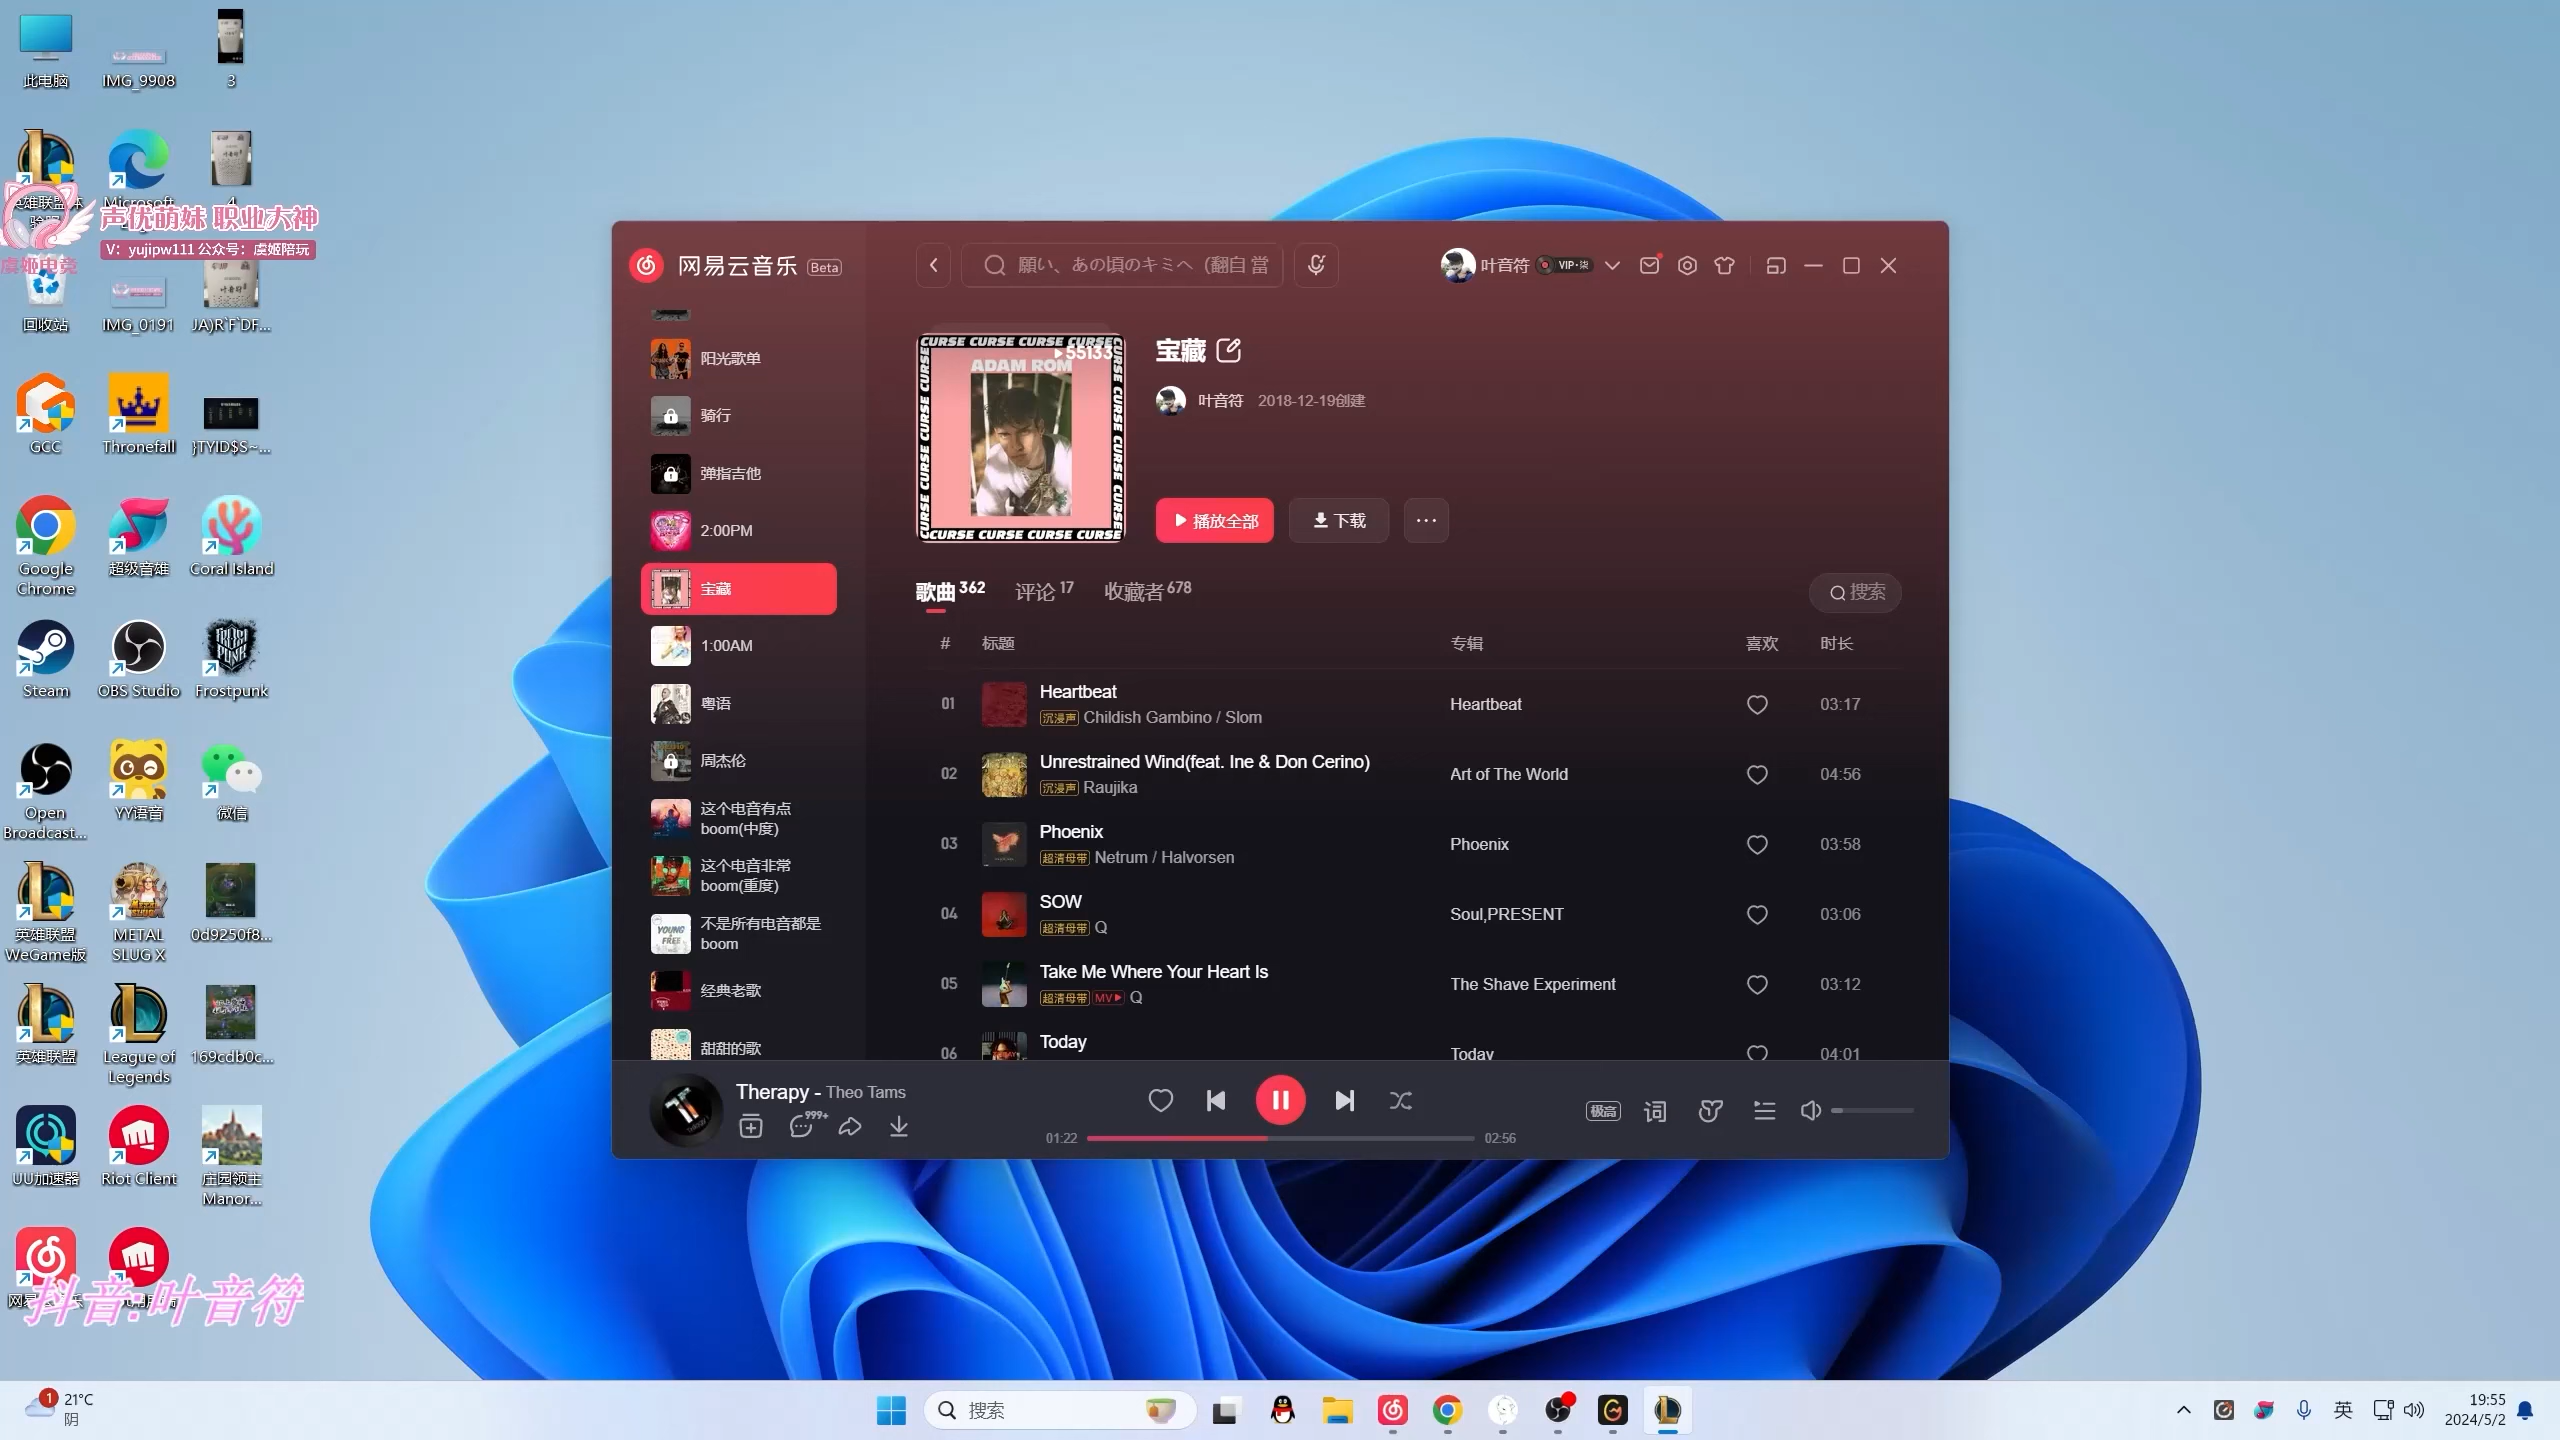 此电脑
IMG_9908
3
声优萌妹 职业大神
V：yujipw111 公众号：虞姬陪玩
虞姬电竞
回收站
IMG_0191
JA)R`F`DF...
GCC
Thronefall
}TYID$S~...
Google Chrome
超级音雄
Coral Island
Steam
OBS Studio
Frostpunk
Open Broadcast...
YY语音
微信
英雄联盟 WeGame版
METAL SLUG X
0d9250f8...
英雄联盟
League of Legends
169cdb0c...
UU加速器
Riot Client
庄园领主 Manor...
抖音:叶音符
网易云音乐 Beta
願い、あの頃のキミへ (翻自 當
叶音符 VIP·柒
阳光歌单
骑行
弹指吉他
2:00PM
宝藏
1:00AM
粤语
周杰伦
这个电音有点
boom(中度)
这个电音非常
boom(重度)
不是所有电音都是
boom
YOUNG FREE
经典老歌
甜甜的歌
CURSE CURSE CURSE CURSE
55133
ADAM ROM
CURSE CURSE CURSE CURSE
宝藏
叶音符 2018-12-19创建
播放全部
下载
歌曲 362 评论 17 收藏者 678
搜索
# 标题 专辑 喜欢 时长
01 Heartbeat Heartbeat 03:17
沉浸声 Childish Gambino / Slom
02 Unrestrained Wind(feat. Ine & Don Cerino) Art of The World 04:56
沉浸声 Raujika
03 Phoenix Phoenix 03:58
超清母带 Netrum / Halvorsen
04 SOW Soul,PRESENT 03:06
超清母带 Q
05 Take Me Where Your Heart Is The Shave Experiment 03:12
超清母带 MV Q
06 Today Today 04:01
Therapy - Theo Tams
999+
极高
词
01:22
02:56
1
21°C
阴
搜索
英
19:55
2024/5/2